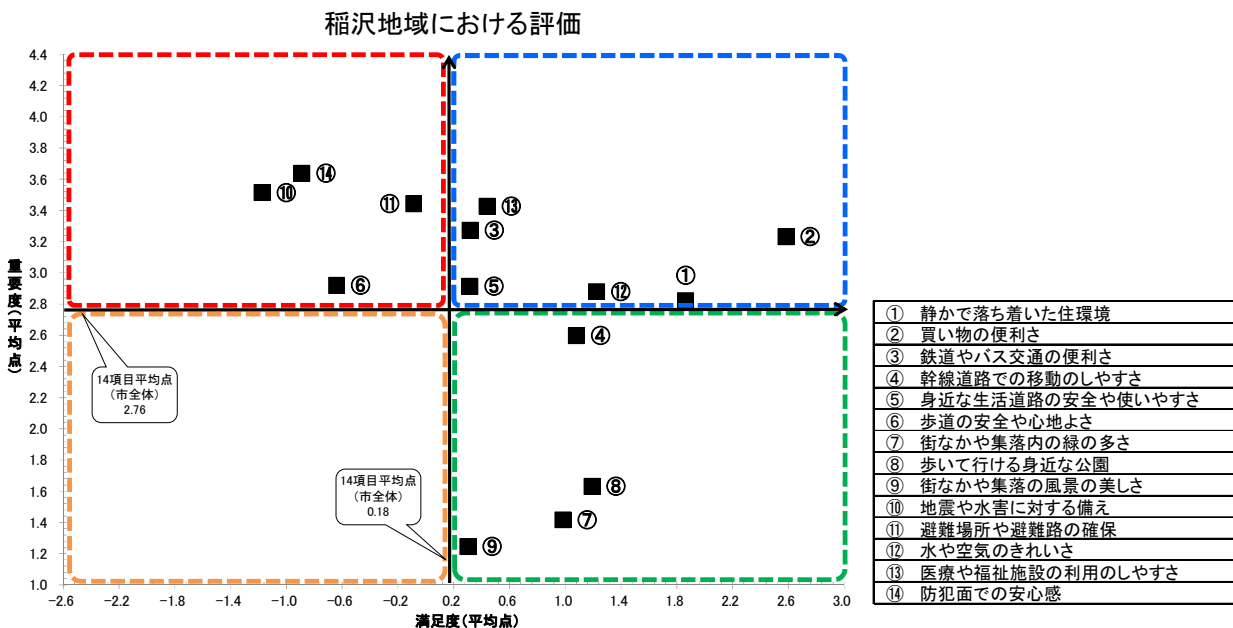 稲沢地域における評価
4.4
4.2
4.0
3.8
3.6
3.4
3.2
3.0
2.8
2.6
2.4
2.2
2.0
1.8
1.6
1.4
1.2
1.0
重要度(平均点)
⑭
⑩
⑪
⑬
③
②
①
⑥
⑤
⑫
④
⑧
⑦
⑨
14項目平均点
(市全体)
2.76
14項目平均点
(市全体)
0.18
−2.6 −2.2 −1.8 −1.4 −1.0 −0.6 −0.2 0.2 0.6 1.0 1.4 1.8 2.2 2.6 3.0
満足度(平均点)
① 静かで落ち着いた住環境
② 買い物の便利さ
③ 鉄道やバス交通の便利さ
④ 幹線道路での移動のしやすさ
⑤ 身近な生活道路の安全や使いやすさ
⑥ 歩道の安全や心地よさ
⑦ 街なかや集落内の緑の多さ
⑧ 歩いて行ける身近な公園
⑨ 街なかや集落の風景の美しさ
⑩ 地震や水害に対する備え
⑪ 避難場所や避難路の確保
⑫ 水や空気のきれいさ
⑬ 医療や福祉施設の利用のしやすさ
⑭ 防犯面での安心感